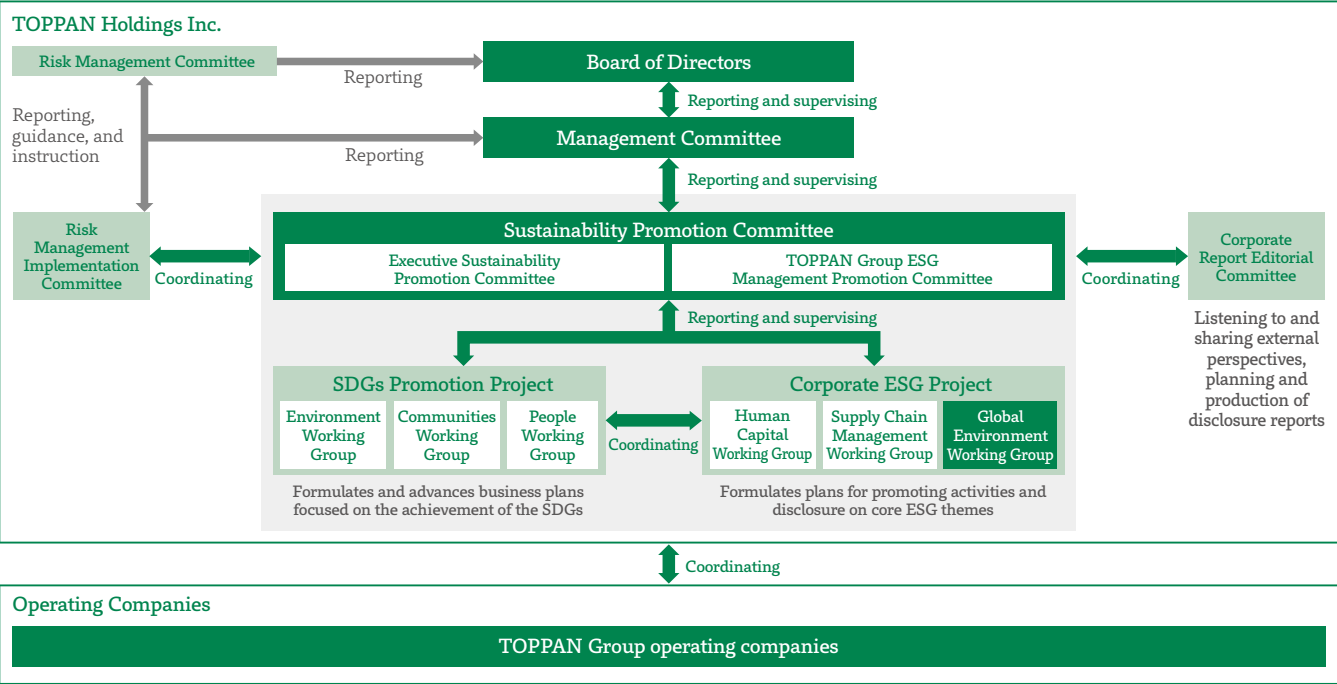 TOPPAN Holdings Inc.
Risk Management Committee
Reporting
Board of Directors
Reporting and supervising
Reporting,
guidance, and
instruction
Reporting
Management Committee
Reporting and supervising
Risk
Management
Implementation
Committee
Coordinating
Sustainability Promotion Committee
Executive Sustainability
Promotion Committee
TOPPAN Group ESG
Management Promotion Committee
Coordinating
Corporate
Report Editorial
Committee
Listening to and
sharing external
perspectives,
planning and
production of
disclosure reports
Reporting and supervising
SDGs Promotion Project
Environment
Working
Group
Communities
Working
Group
People
Working
Group
Coordinating
Corporate ESG Project
Human
Capital
Working Group
Supply Chain
Management
Working Group
Global
Environment
Working Group
Formulates and advances business plans
focused on the achievement of the SDGs
Formulates plans for promoting activities and
disclosure on core ESG themes
Coordinating
Operating Companies
TOPPAN Group operating companies